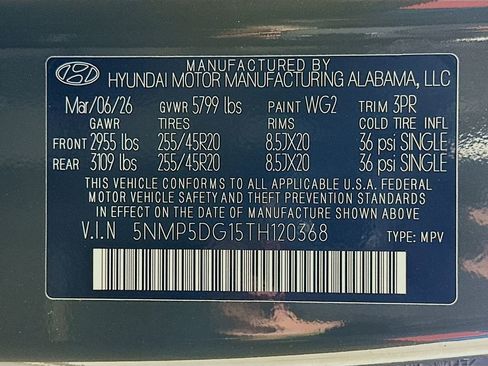 MANUFACTURED BY
HYUNDAI MOTOR MANUFACTURING ALABAMA, LLC
Mar/06/26 GVWR 5799 lbs PAINT WG2 TRIM 3PR
GAWR TIRES RIMS COLD TIRE INFL
FRONT 2955 lbs 255/45R20 8.5JX20 36 psi SINGLE
REAR 3109 lbs 255/45R20 8.5JX20 36 psi SINGLE
THIS VEHICLE CONFORMS TO ALL APPLICABLE U.S.A. FEDERAL
MOTOR VEHICLE SAFETY AND THEFT PREVENTION STANDARDS
IN EFFECT ON THE DATE OF MANUFACTURE SHOWN ABOVE.
V.I.N 5NMP5DG15TH120368 TYPE: MPV